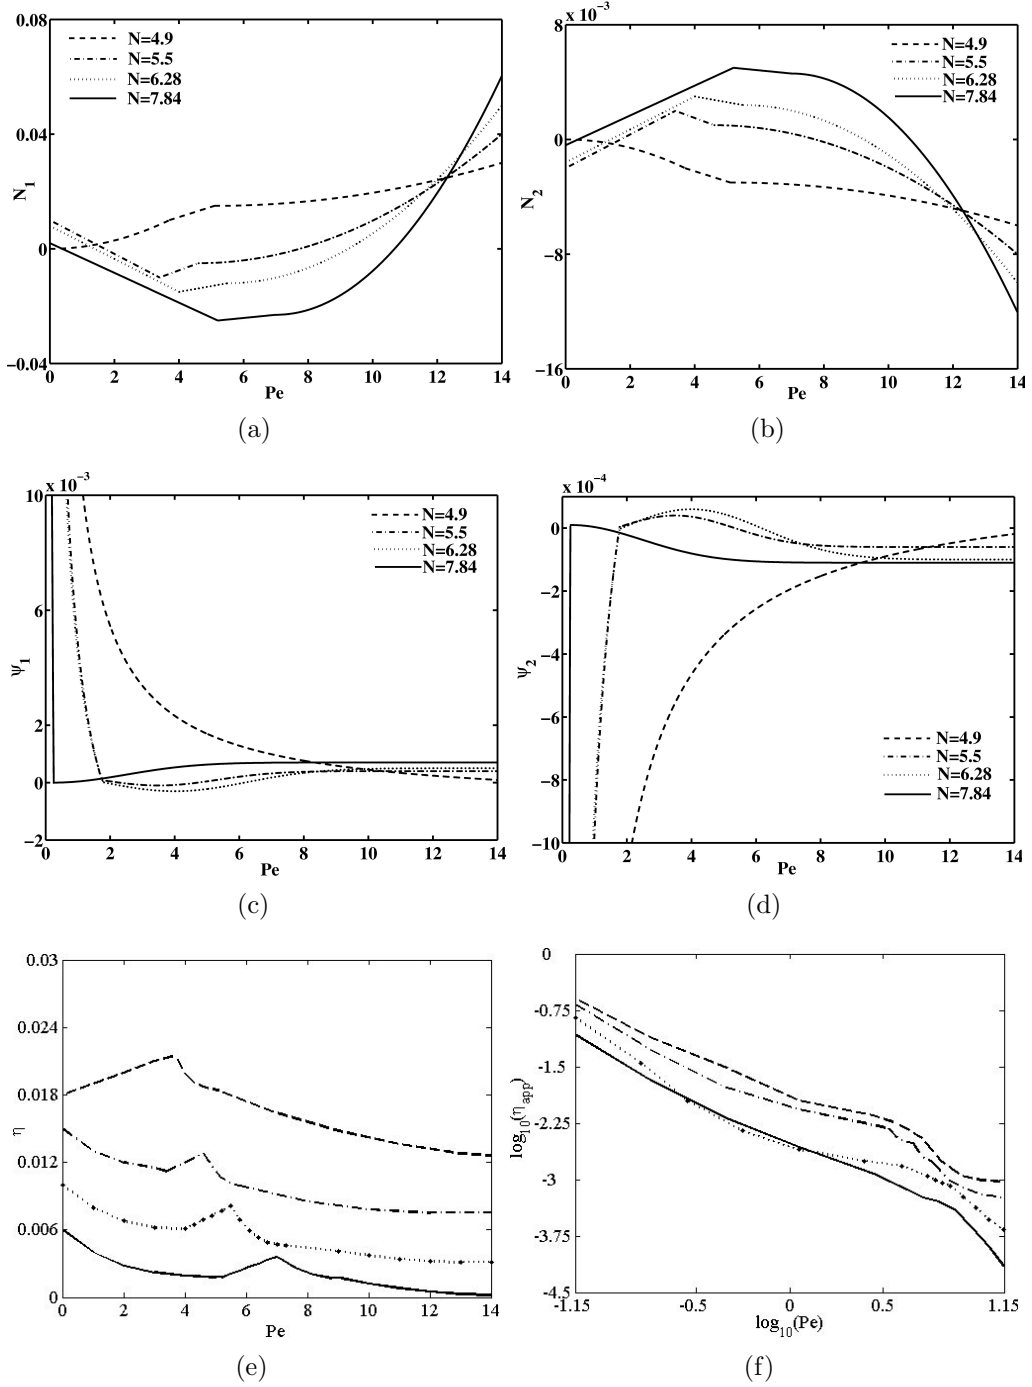 0.08
0.04
0
−0.04
N1
N=4.9
N=5.5
N=6.28
N=7.84
0 2 4 6 8 10 12 14
Pe
(a)
x 10−3
8
0
−8
−16
N2
N=4.9
N=5.5
N=6.28
N=7.84
0 2 4 6 8 10 12 14
Pe
(b)
x 10−3
10
6
2
0
−2
ψ1
N=4.9
N=5.5
N=6.28
N=7.84
0 2 4 6 8 10 12 14
Pe
(c)
x 10−4
0
−2
−4
−6
−8
−10
ψ2
N=4.9
N=5.5
N=6.28
N=7.84
0 2 4 6 8 10 12 14
Pe
(d)
0.03
0.024
0.018
0.012
0.006
0
η
0 2 4 6 8 10 12 14
Pe
(e)
0
-0.75
-1.5
-2.25
-3
-3.75
-4.5
log10(ηapp)
-1.15 -0.5 0 0.5 1.15
log10(Pe)
(f)